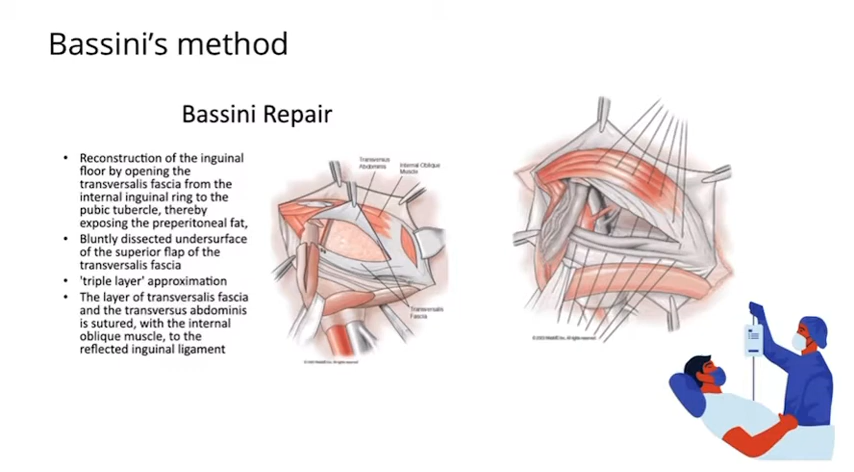 Bassini's method
Bassini Repair
• Reconstruction of the inguinal
floor by opening the
transversalis fascia from the
internal inguinal ring to the
pubic tubercle, thereby
exposing the preperitoneal fat,
• Bluntly dissected undersurface
of the superior flap of the
transversalis fascia
• 'triple layer' approximation
• The layer of transversalis fascia
and the transversus abdominis
is sutured, with the internal
oblique muscle, to the
reflected inguinal ligament
Transversus
Abdominis
Internal Oblique
Muscle
Transversalis
Fascia